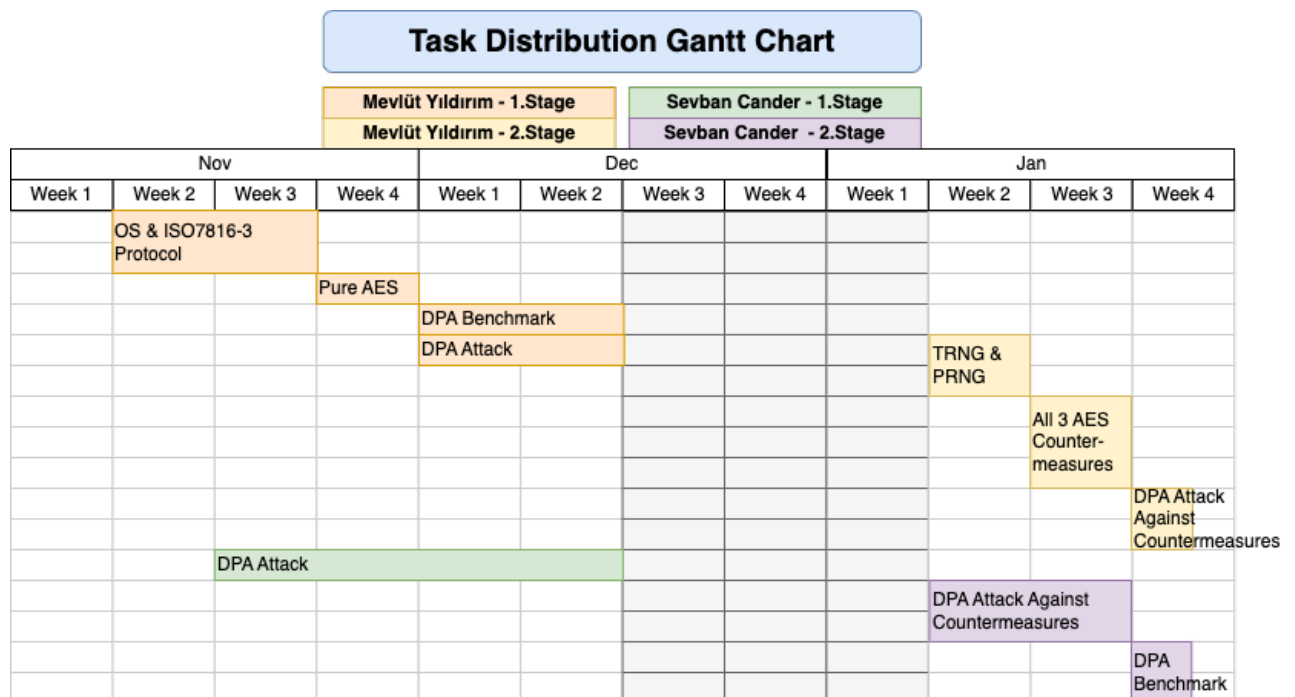 Task Distribution Gantt Chart
Mevlüt Yıldırım - 1.Stage
Sevban Cander - 1.Stage
Mevlüt Yıldırım - 2.Stage
Sevban Cander - 2.Stage
Nov
Dec
Jan
Week 1
Week 2
Week 3
Week 4
Week 1
Week 2
Week 3
Week 4
Week 1
Week 2
Week 3
Week 4
OS & ISO7816-3
Protocol
Pure AES
DPA Benchmark
DPA Attack
TRNG &
PRNG
All 3 AES
Counter-
measures
DPA Attack
Against
Countermeasures
DPA Attack
DPA Attack Against
Countermeasures
DPA
Benchmark